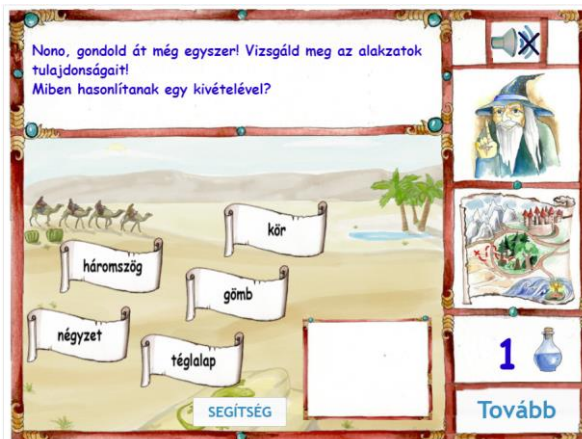 Nono, gondold át még egyszer! Vizsgáld meg az alakzatok
tulajdonságait!
Miben hasonlítanak egy kivételével?
kör
háromszög
gömb
négyzet
téglalap
1
SEGÍTSÉG
Tovább